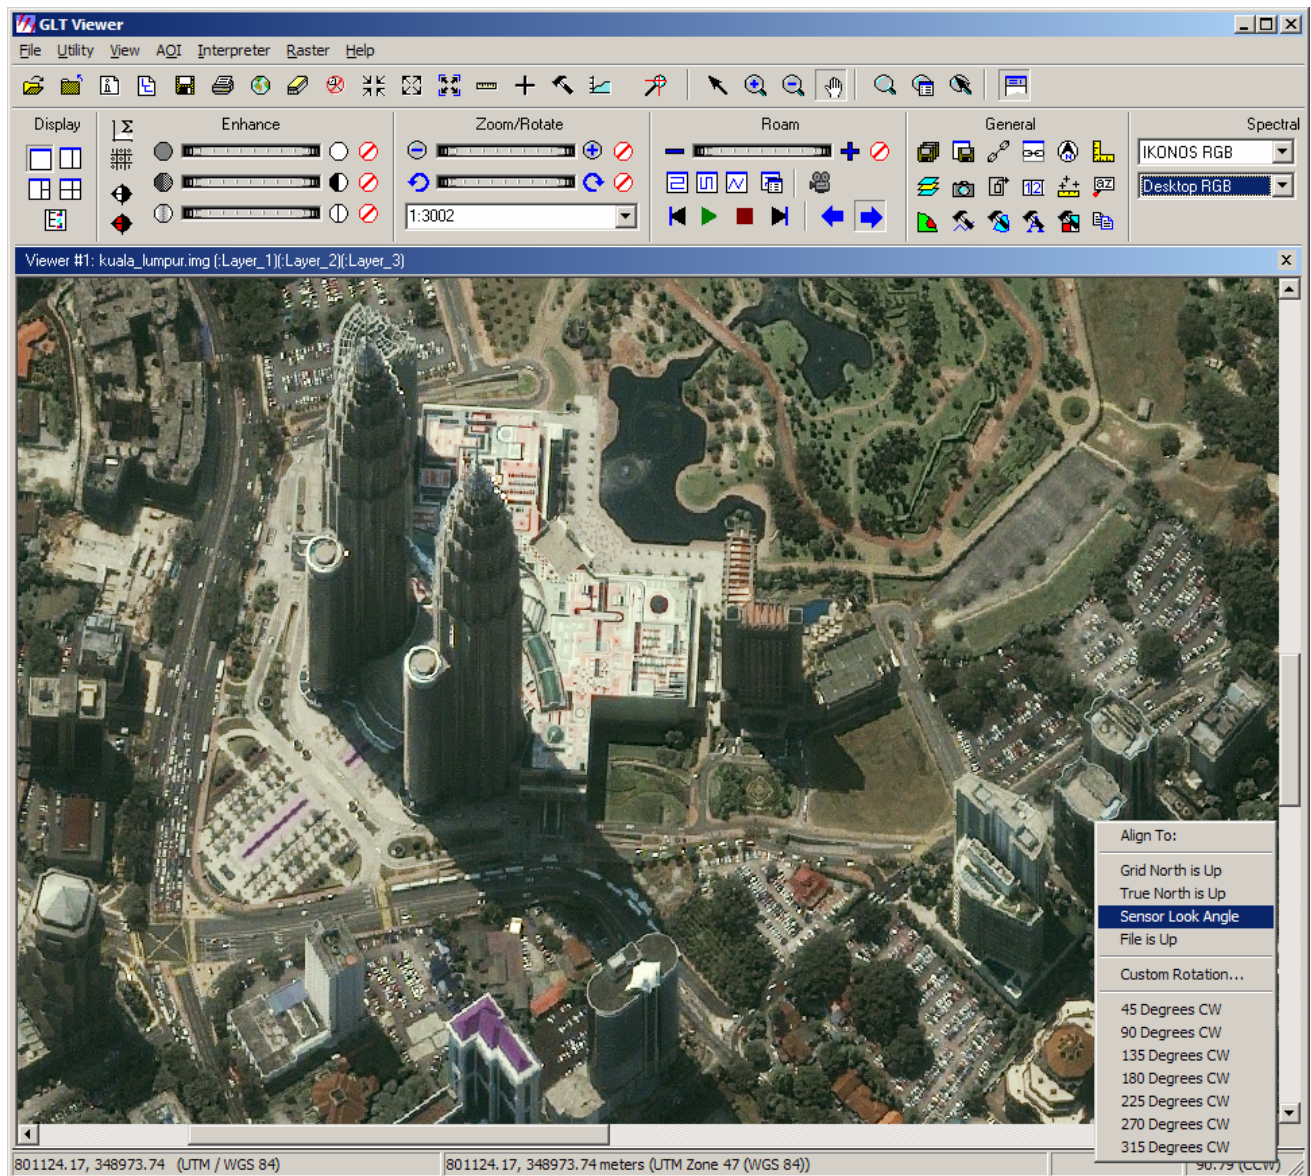 GLT Viewer
File Utility View AOI Interpreter Raster Help
Display Enhance Zoom/Rotate Roam General Spectral
IKONOS RGB
Desktop RGB
1:3002
Viewer #1: kuala_lumpur.img (:Layer_1)(:Layer_2)(:Layer_3)
Align To:
Grid North is Up
True North is Up
Sensor Look Angle
File is Up
Custom Rotation...
45 Degrees CW
90 Degrees CW
135 Degrees CW
180 Degrees CW
225 Degrees CW
270 Degrees CW
315 Degrees CW
801124.17, 348973.74 (UTM / WGS 84) 801124.17, 348973.74 meters (UTM Zone 47 (WGS 84)) 90.79 (CCW)